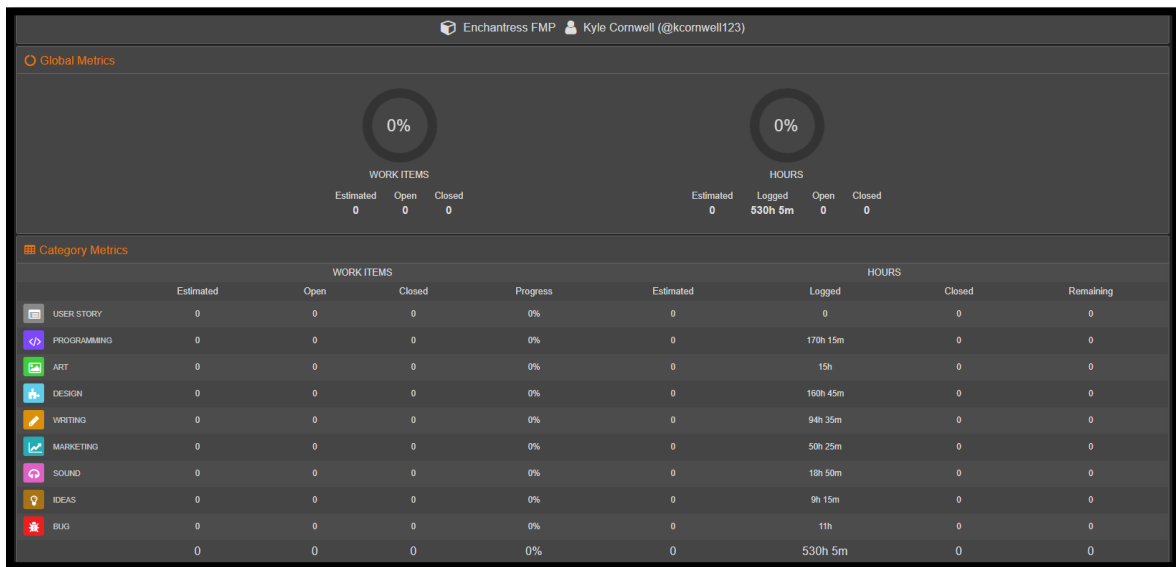 Enchantress FMP Kyle Cornwell (@kcornwell123)
Global Metrics
0% 0%
WORK ITEMS HOURS
Estimated Open Closed Estimated Logged Open Closed
0 0 0 0 530h 5m 0 0
Category Metrics
WORK ITEMS HOURS
Estimated Open Closed Progress Estimated Logged Closed Remaining
USER STORY 0 0 0 0% 0 0 0 0
PROGRAMMING 0 0 0 0% 0 170h 15m 0 0
ART 0 0 0 0% 0 15h 0 0
DESIGN 0 0 0 0% 0 160h 45m 0 0
WRITING 0 0 0 0% 0 94h 35m 0 0
MARKETING 0 0 0 0% 0 50h 25m 0 0
SOUND 0 0 0 0% 0 18h 50m 0 0
IDEAS 0 0 0 0% 0 9h 15m 0 0
BUG 0 0 0 0% 0 11h 0 0
0 0 0 0% 0 530h 5m 0 0